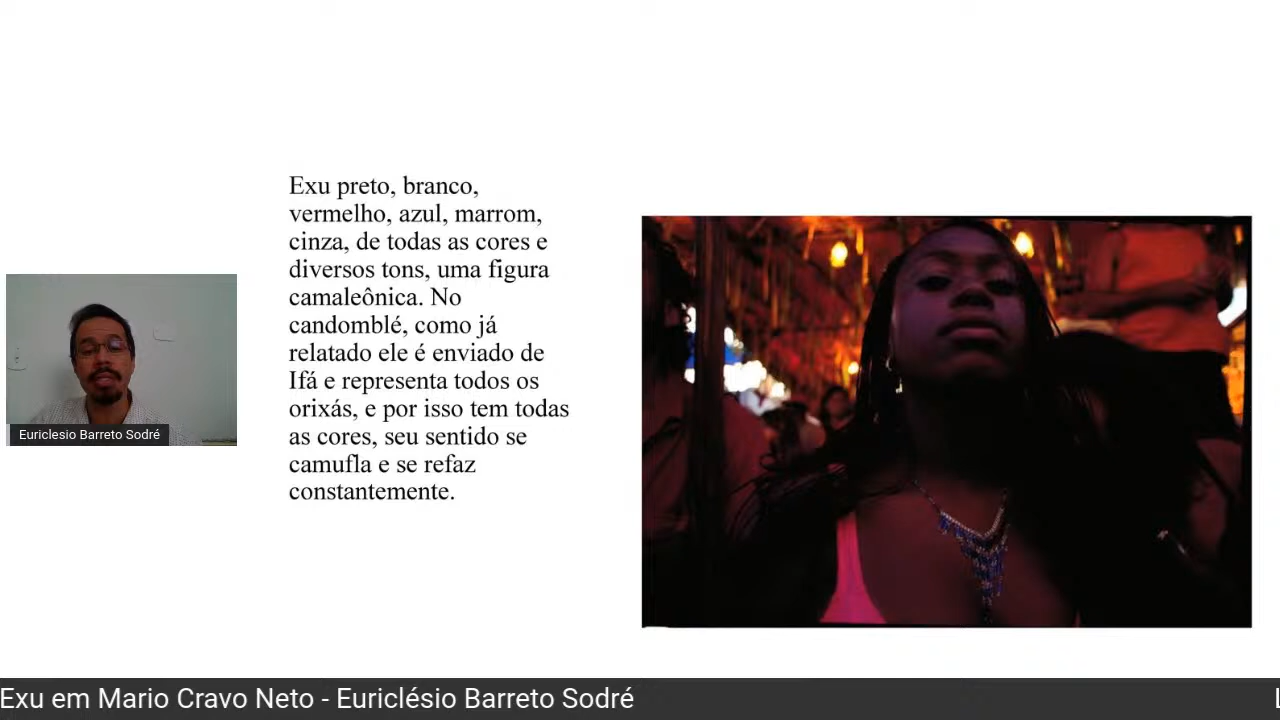 Exu preto, branco,
vermelho, azul, marrom,
cinza, de todas as cores e
diversos tons, uma figura
camaleônica. No
candomblé, como já
relatado ele é enviado de
Ifá e representa todos os
orixás, e por isso tem todas
as cores, seu sentido se
camufla e se refaz
constantemente.
Euriclesio Barreto Sodré
Exu em Mario Cravo Neto - Euriclésio Barreto Sodré